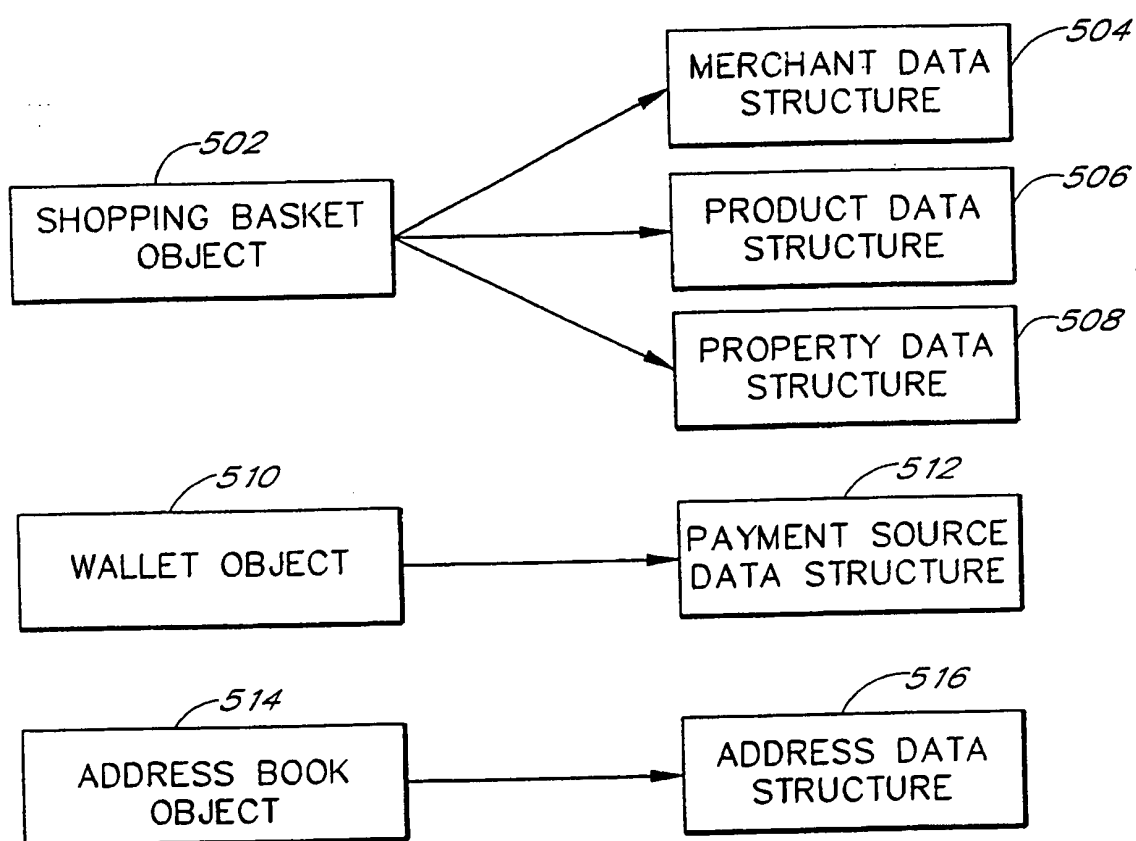 504
MERCHANT DATA
STRUCTURE
502
SHOPPING BASKET
OBJECT
506
PRODUCT DATA
STRUCTURE
508
PROPERTY DATA
STRUCTURE
510
WALLET OBJECT
512
PAYMENT SOURCE
DATA STRUCTURE
514
ADDRESS BOOK
OBJECT
516
ADDRESS DATA
STRUCTURE